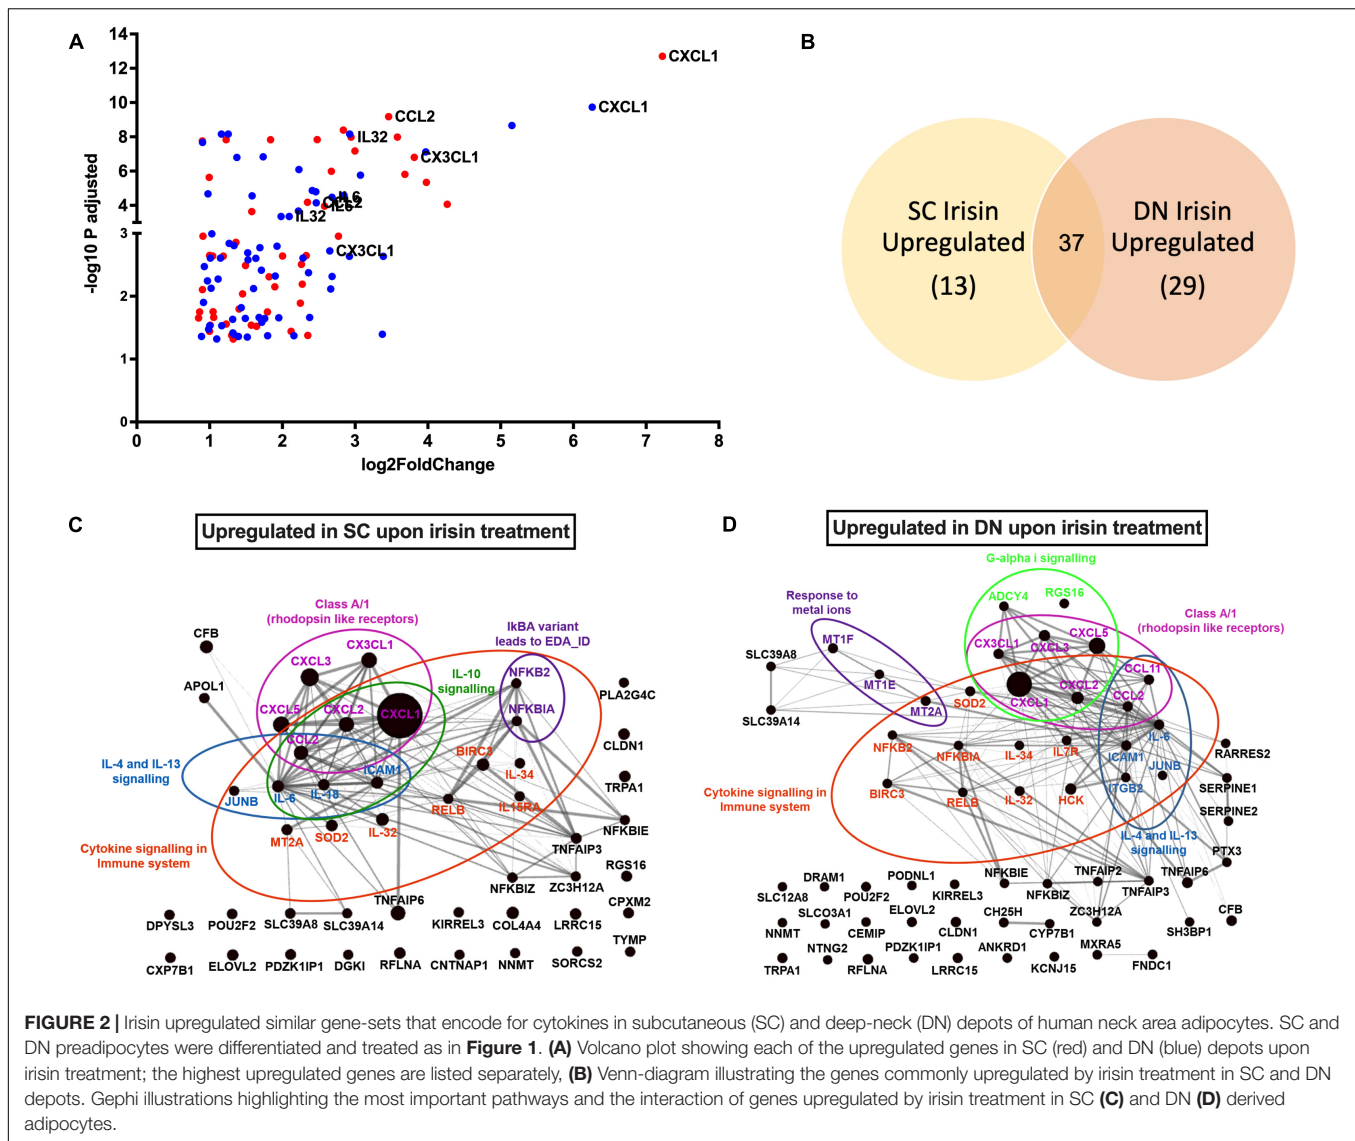 A
14
12
10
8
6
4
3
2
1
0
-log10 P adjusted
0 1 2 3 4 5 6 7 8
log2FoldChange
CXCL1
CXCL1
CCL2
IL32
CX3CL1
IL6
CCL2
IL6
IL32
CX3CL1
B
SC Irisin
Upregulated
(13)
37
DN Irisin
Upregulated
(29)
C
Upregulated in SC upon irisin treatment
Class A/1
(rhodopsin like receptors)
IkBA variant
leads to EDA_ID
IL-10
signalling
IL-4 and IL-13
signalling
Cytokine signalling in
Immune system
CFB
APOL1
CX3CL1
CXCL3
CXCL5
CXCL2
CXCL1
CCL2
NFKB2
NFKBIA
PLA2G4C
CLDN1
TRPA1
BIRC3
IL-34
ICAM1
JUNB
IL-6
IL-18
RELB
IL15RA
MT2A
SOD2
IL-32
NFKBIE
TNFAIP3
RGS16
NFKBIZ
ZC3H12A
CPXM2
TNFAIP6
DPYSL3
POU2F2
SLC39A8
SLC39A14
KIRREL3
COL4A4
LRRC15
TYMP
CXP7B1
ELOVL2
PDZK1IP1
DGKI
RFLNA
CNTNAP1
NNMT
SORCS2
D
Upregulated in DN upon irisin treatment
G-alpha i signalling
Response to
metal ions
Class A/1
(rhodopsin like receptors)
Cytokine signalling in
Immune system
IL-4 and IL-13
signalling
ADCY4
RGS16
MT1F
MT1E
MT2A
SLC39A8
SLC39A14
CX3CL1
CXCL3
CXCL5
CCL11
CXCL1
CXCL2
CCL2
SOD2
NFKB2
NFKBIA
IL-34
IL7R
IL-6
ICAM1
JUNB
ITGB2
BIRC3
RELB
IL-32
HCK
RARRES2
SERPINE1
SERPINE2
PTX3
NFKBIE
NFKBIZ
TNFAIP2
TNFAIP3
TNFAIP6
SLC12A8
DRAM1
POU2F2
PODNL1
KIRREL3
NNMT
SLCO3A1
CEMIP
ELOVL2
CLDN1
CH25H
CYP7B1
ZC3H12A
SH3BP1
CFB
TRPA1
NTNG2
RFLNA
PDZK1IP1
LRRC15
ANKRD1
KCNJ15
MXRA5
FNDC1
FIGURE 2 | Irisin upregulated similar gene-sets that encode for cytokines in subcutaneous (SC) and deep-neck (DN) depots of human neck area adipocytes. SC and
DN preadipocytes were differentiated and treated as in Figure 1. (A) Volcano plot showing each of the upregulated genes in SC (red) and DN (blue) depots upon
irisin treatment; the highest upregulated genes are listed separately, (B) Venn-diagram illustrating the genes commonly upregulated by irisin treatment in SC and DN
depots. Gephi illustrations highlighting the most important pathways and the interaction of genes upregulated by irisin treatment in SC (C) and DN (D) derived
adipocytes.